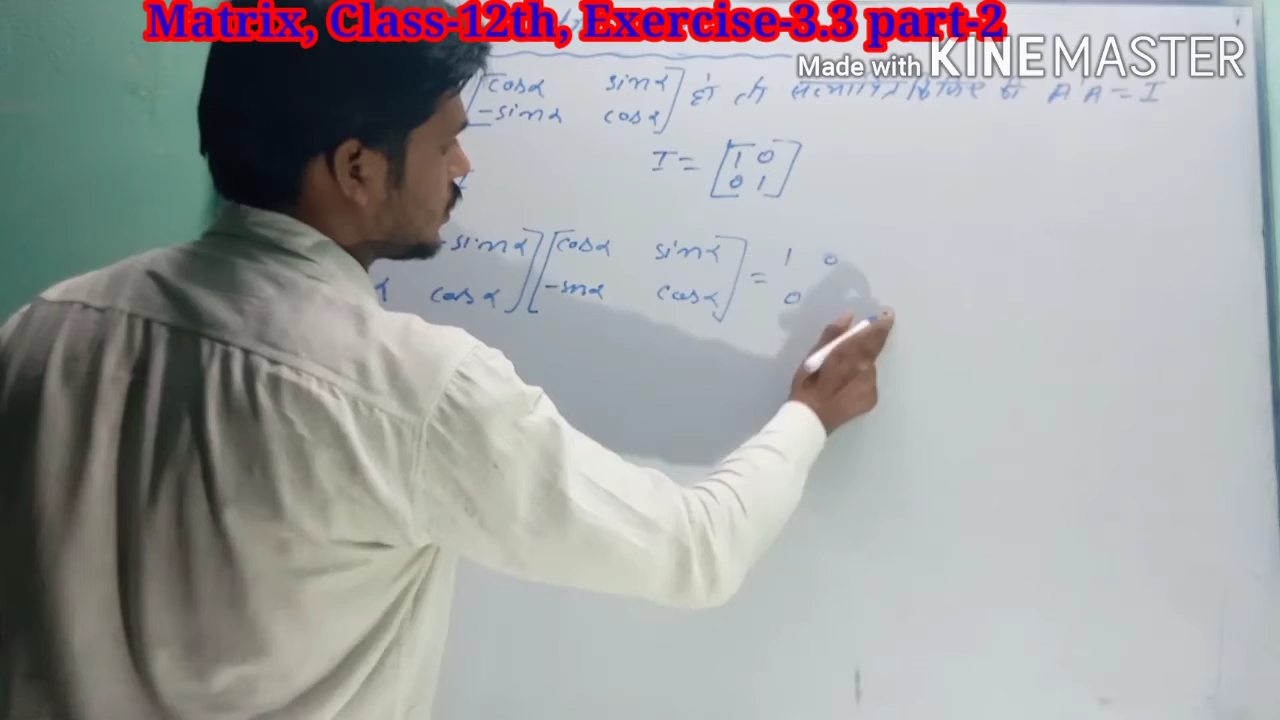 Matrix, Class-12th, Exercise-3.3 part-2
Made with KINEMASTER
cosα sinα
-sinα cosα हो तो सत्यापित कीजिए की A A = I
I = [1 0
0 1]
-sinα] [cosα sinα] = 1 0
cosα] [-sinα cosα] 0